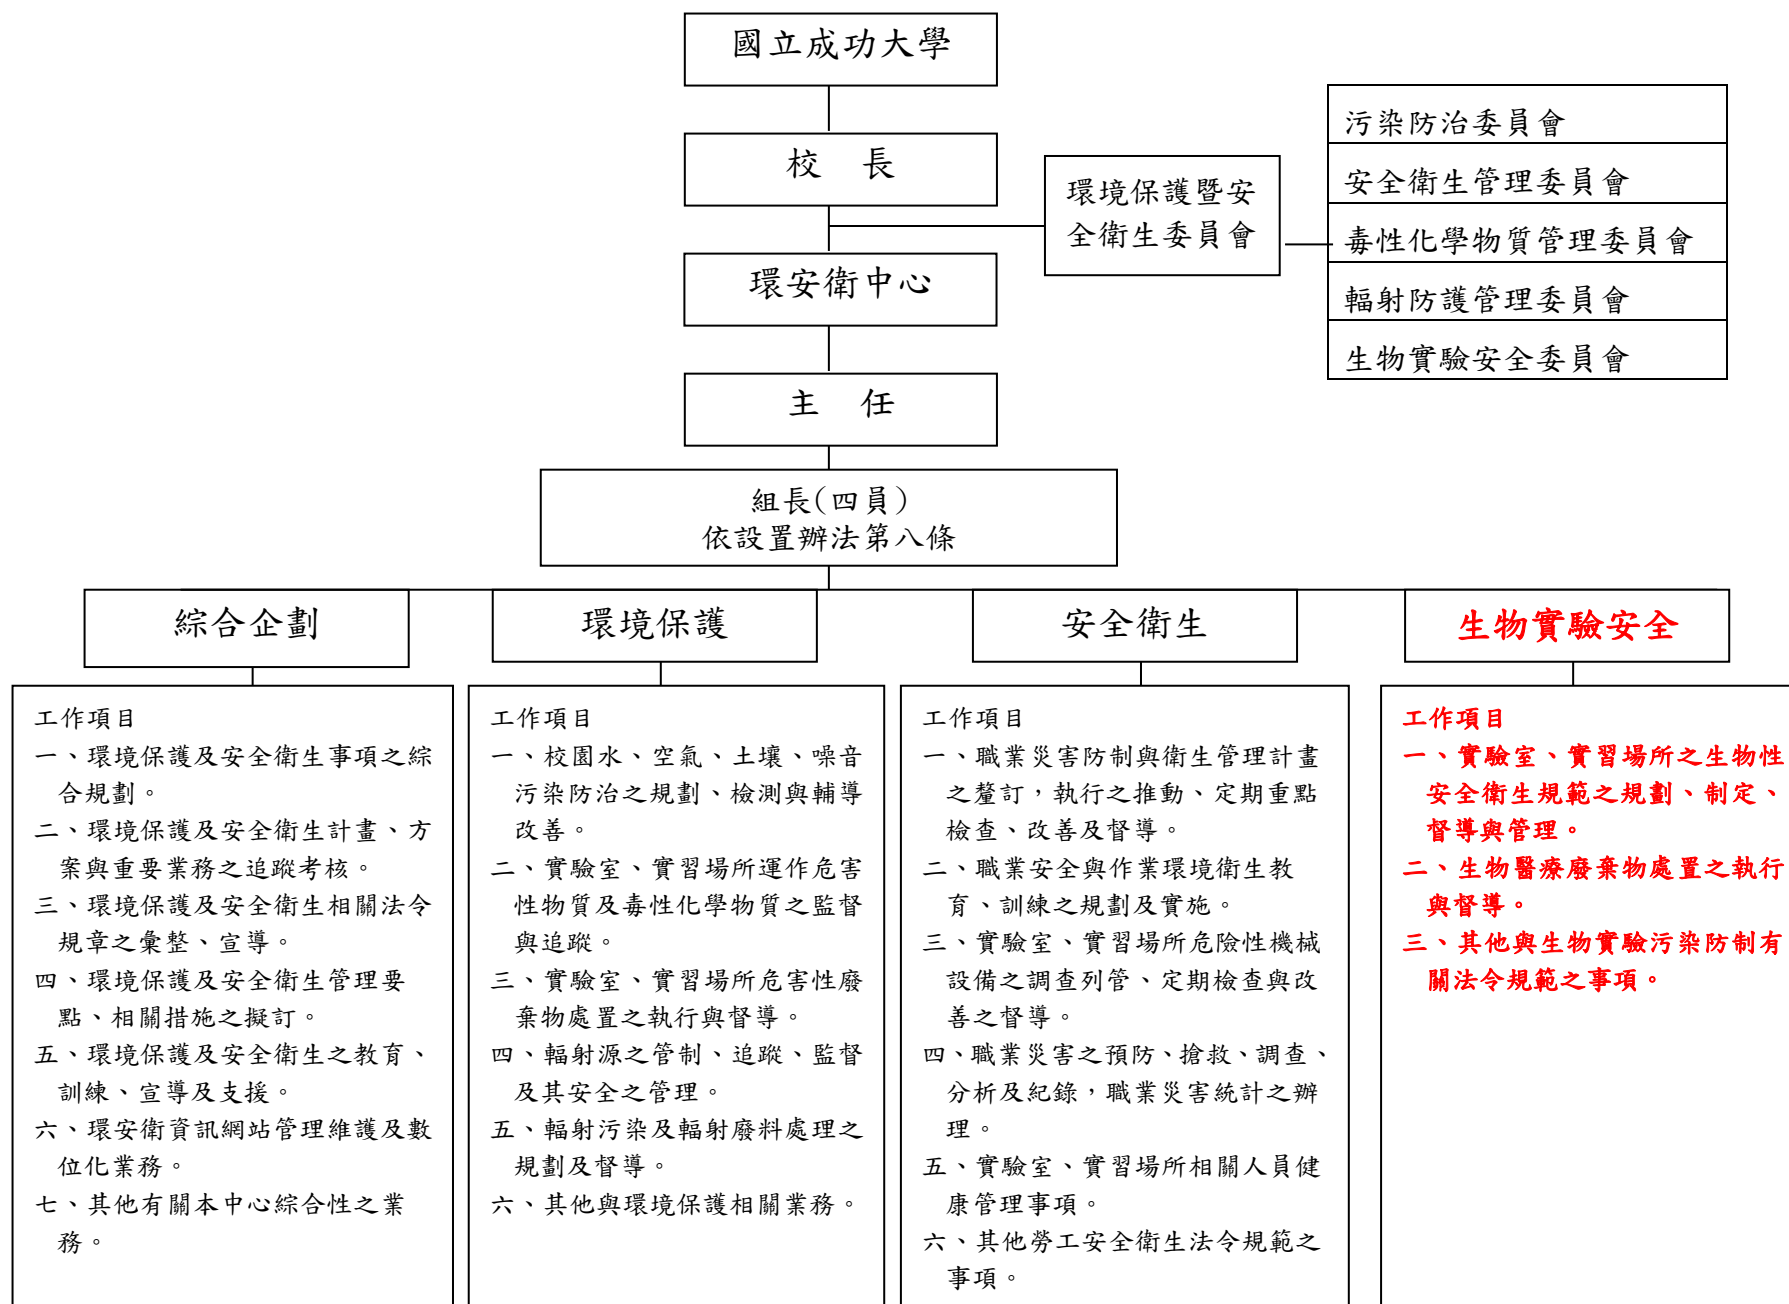 國立成功大學
校　長
環境保護暨安
全衛生委員會
污染防治委員會
安全衛生管理委員會
毒性化學物質管理委員會
輻射防護管理委員會
生物實驗安全委員會
環安衛中心
主　任
組長(四員)
依設置辦法第八條
綜合企劃
工作項目
一、環境保護及安全衛生事項之綜
合規劃。
二、環境保護及安全衛生計畫、方
案與重要業務之追蹤考核。
三、環境保護及安全衛生相關法令
規章之彙整、宣導。
四、環境保護及安全衛生管理要
點、相關措施之擬訂。
五、環境保護及安全衛生之教育、
訓練、宣導及支援。
六、環安衛資訊網站管理維護及數
位化業務。
七、其他有關本中心綜合性之業
務。
環境保護
工作項目
一、校園水、空氣、土壤、噪音
污染防治之規劃、檢測與輔導
改善。
二、實驗室、實習場所運作危害
性物質及毒性化學物質之監督
與追蹤。
三、實驗室、實習場所危害性廢
棄物處置之執行與督導。
四、輻射源之管制、追蹤、監督
及其安全之管理。
五、輻射污染及輻射廢料處理之
規劃及督導。
六、其他與環境保護相關業務。
安全衛生
工作項目
一、職業災害防制與衛生管理計畫
之釐訂，執行之推動、定期重點
檢查、改善及督導。
二、職業安全與作業環境衛生教
育、訓練之規劃及實施。
三、實驗室、實習場所危險性機械
設備之調查列管、定期檢查與改
善之督導。
四、職業災害之預防、搶救、調查、
分析及紀錄，職業災害統計之辦
理。
五、實驗室、實習場所相關人員健
康管理事項。
六、其他勞工安全衛生法令規範之
事項。
生物實驗安全
工作項目
一、實驗室、實習場所之生物性
安全衛生規範之規劃、制定、
督導與管理。
二、生物醫療廢棄物處置之執行
與督導。
三、其他與生物實驗污染防制有
關法令規範之事項。